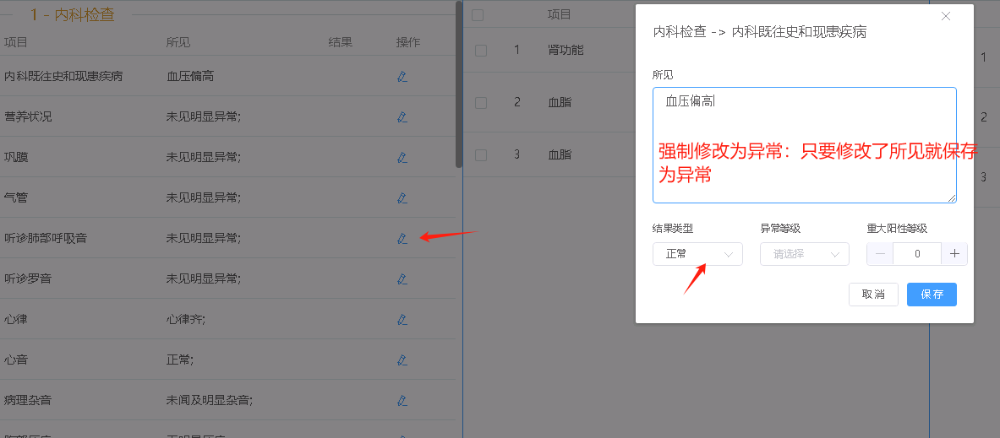 1 - 内科检查
项目 所见 结果 操作
内科既往史和现患疾病 血压偏高
营养状况 未见明显异常;
巩膜 未见明显异常;
气管 未见明显异常;
听诊肺部呼吸音 未见明显异常;
听诊罗音 未见明显异常;
心律 心律齐;
心音 正常;
病理杂音 未闻及明显杂音;
项目
1 肾功能
2 血脂
3 血脂
内科检查 -> 内科既往史和现患疾病
所见
血压偏高
强制修改为异常：只要修改了所见就保存
为异常
结果类型 异常等级 重大阳性等级
正常 请选择 0
取消 保存
1
2
3